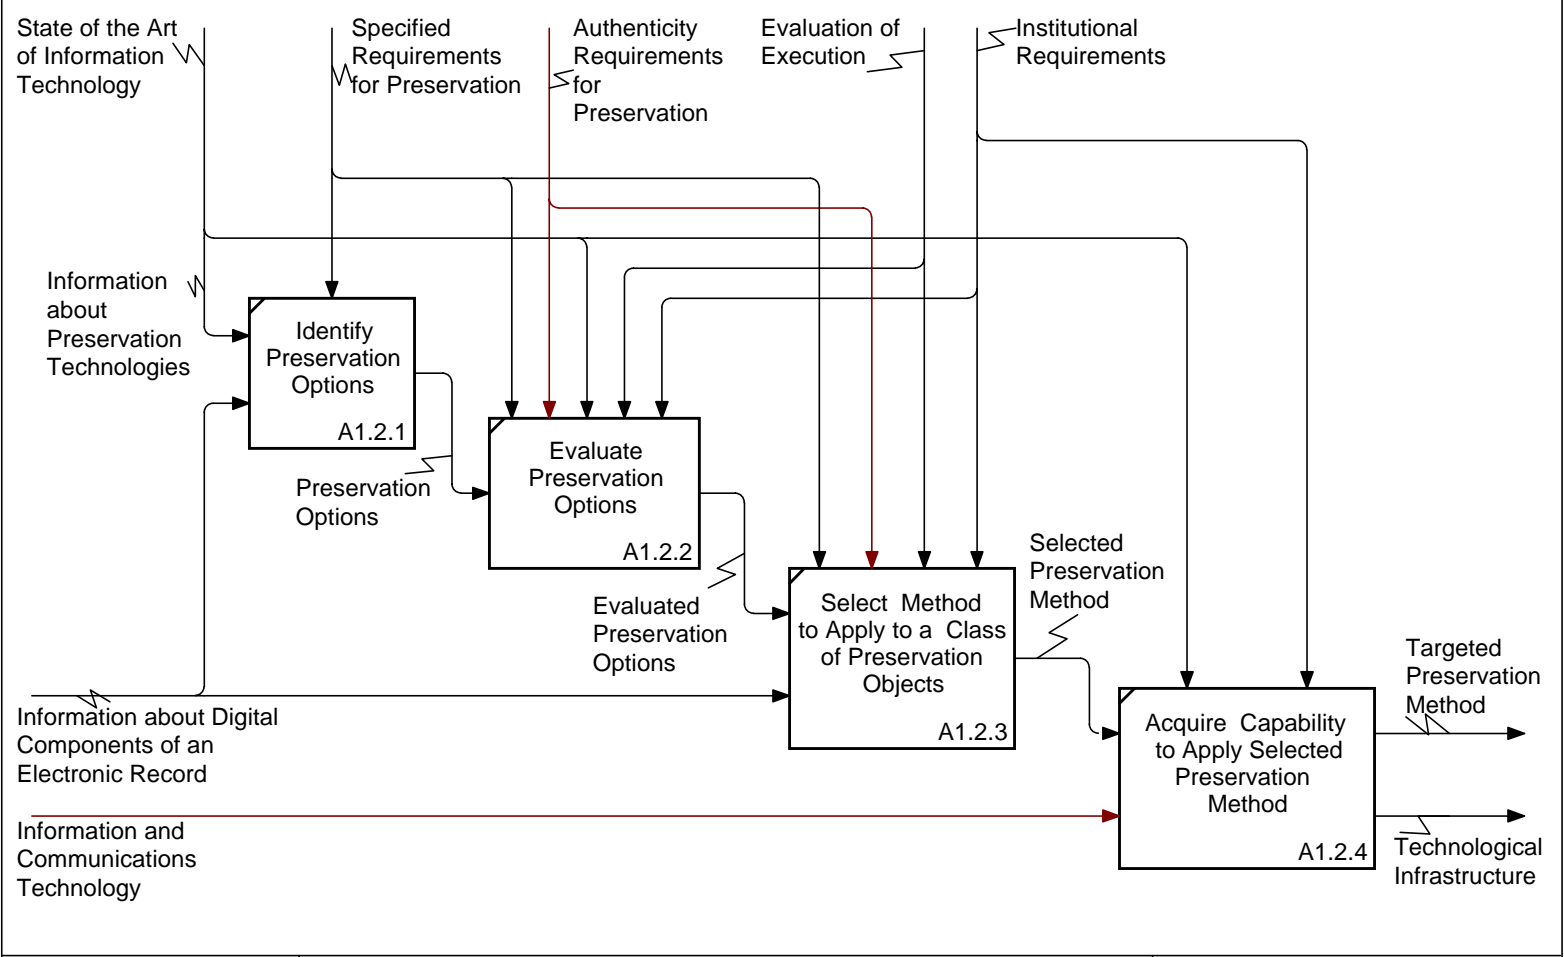 State of the Art
of Information
Technology
Specified
Requirements
for Preservation
Authenticity
Requirements
for
Preservation
Evaluation of
Execution
Institutional
Requirements
Information
about
Preservation
Technologies
Identify
Preservation
Options
A1.2.1
Preservation
Options
Evaluate
Preservation
Options
A1.2.2
Evaluated
Preservation
Options
Selected
Preservation
Method
Select Method
to Apply to a Class
of Preservation
Objects
A1.2.3
Targeted
Preservation
Method
Acquire Capability
to Apply Selected
Preservation
Method
A1.2.4
Technological
Infrastructure
Information about Digital
Components of an
Electronic Record
Information and
Communications
Technology